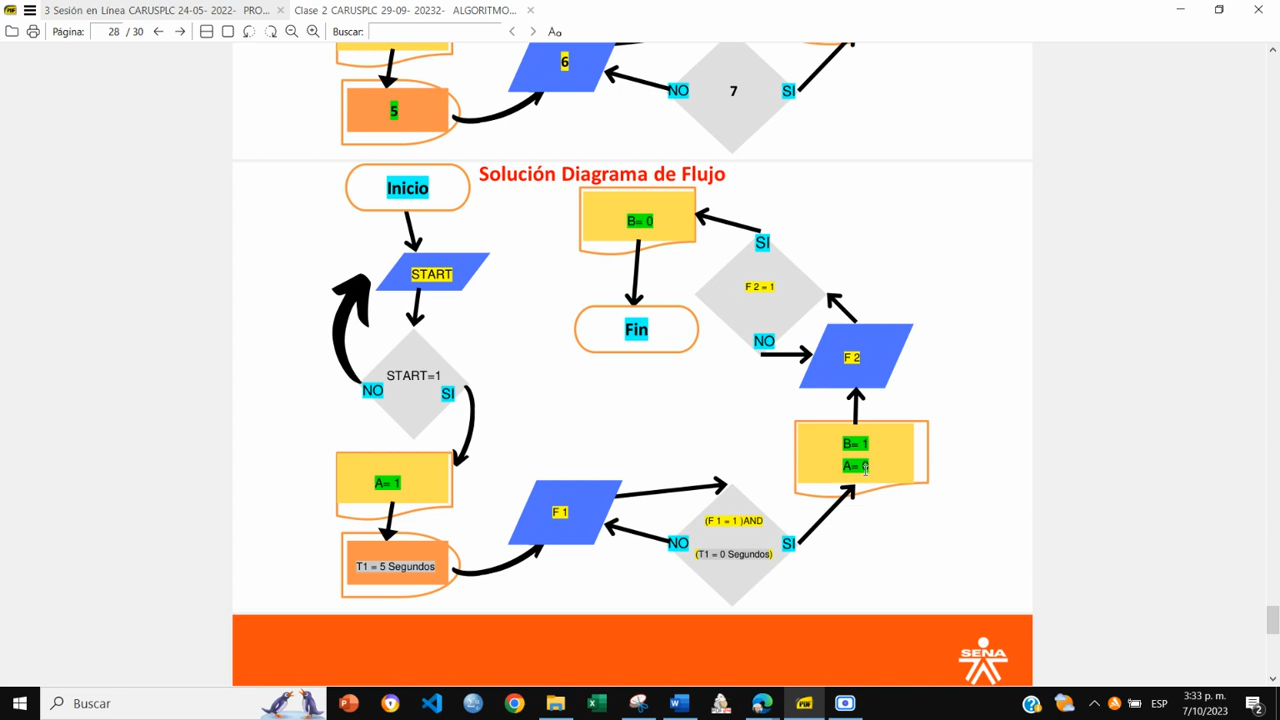 3 Sesión en Línea CARUSPLC 24-05- 2022- PRO...
Clase 2 CARUSPLC 29-09- 20232- ALGORITMO...
Página:
28
/ 30
Buscar:
Aa
6
NO
7
SI
5
Solución Diagrama de Flujo
Inicio
B= 0
SI
START
F 2 = 1
Fin
NO
F 2
START=1
NO
SI
B= 1
A= 0
A= 1
F 1
(F 1 = 1 )AND
NO
SI
(T1 = 0 Segundos)
T1 = 5 Segundos
SENA
Buscar
ESP
3:33 p. m.
7/10/2023
2